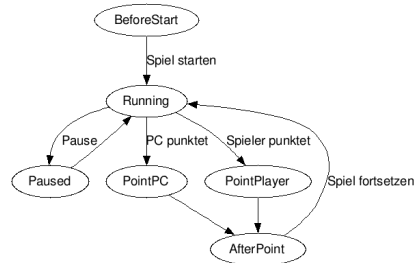 BeforeStart
Spiel starten
Running
Pause
PC punktet
Spieler punktet
Paused
PointPC
PointPlayer
Spiel fortsetzen
AfterPoint